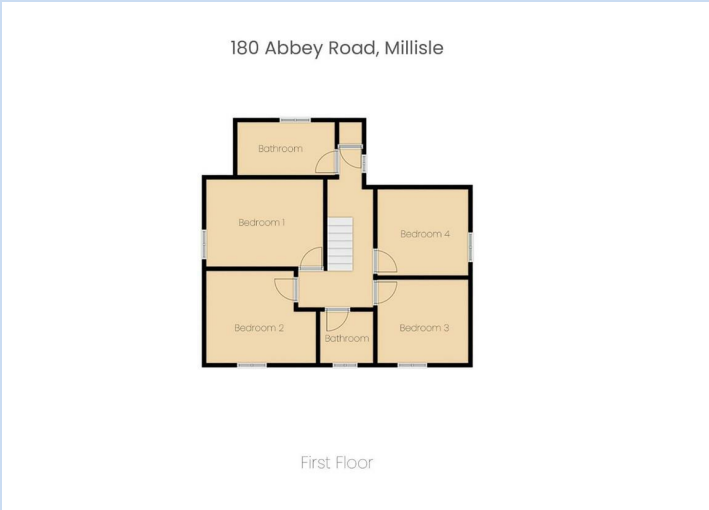 180 Abbey Road, Millisle
Bathroom
Bedroom 1
Bedroom 4
Bedroom 2
Bathroom
Bedroom 3
First Floor